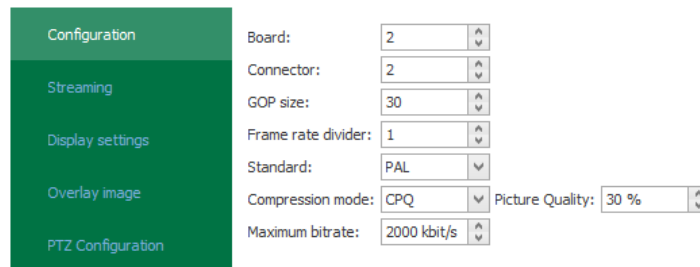 Configuration
Streaming
Display settings
Overlay image
PTZ Configuration
Board: 2
Connector: 2
GOP size: 30
Frame rate divider: 1
Standard: PAL
Compression mode: CPQ Picture Quality: 30 %
Maximum bitrate: 2000 kbit/s